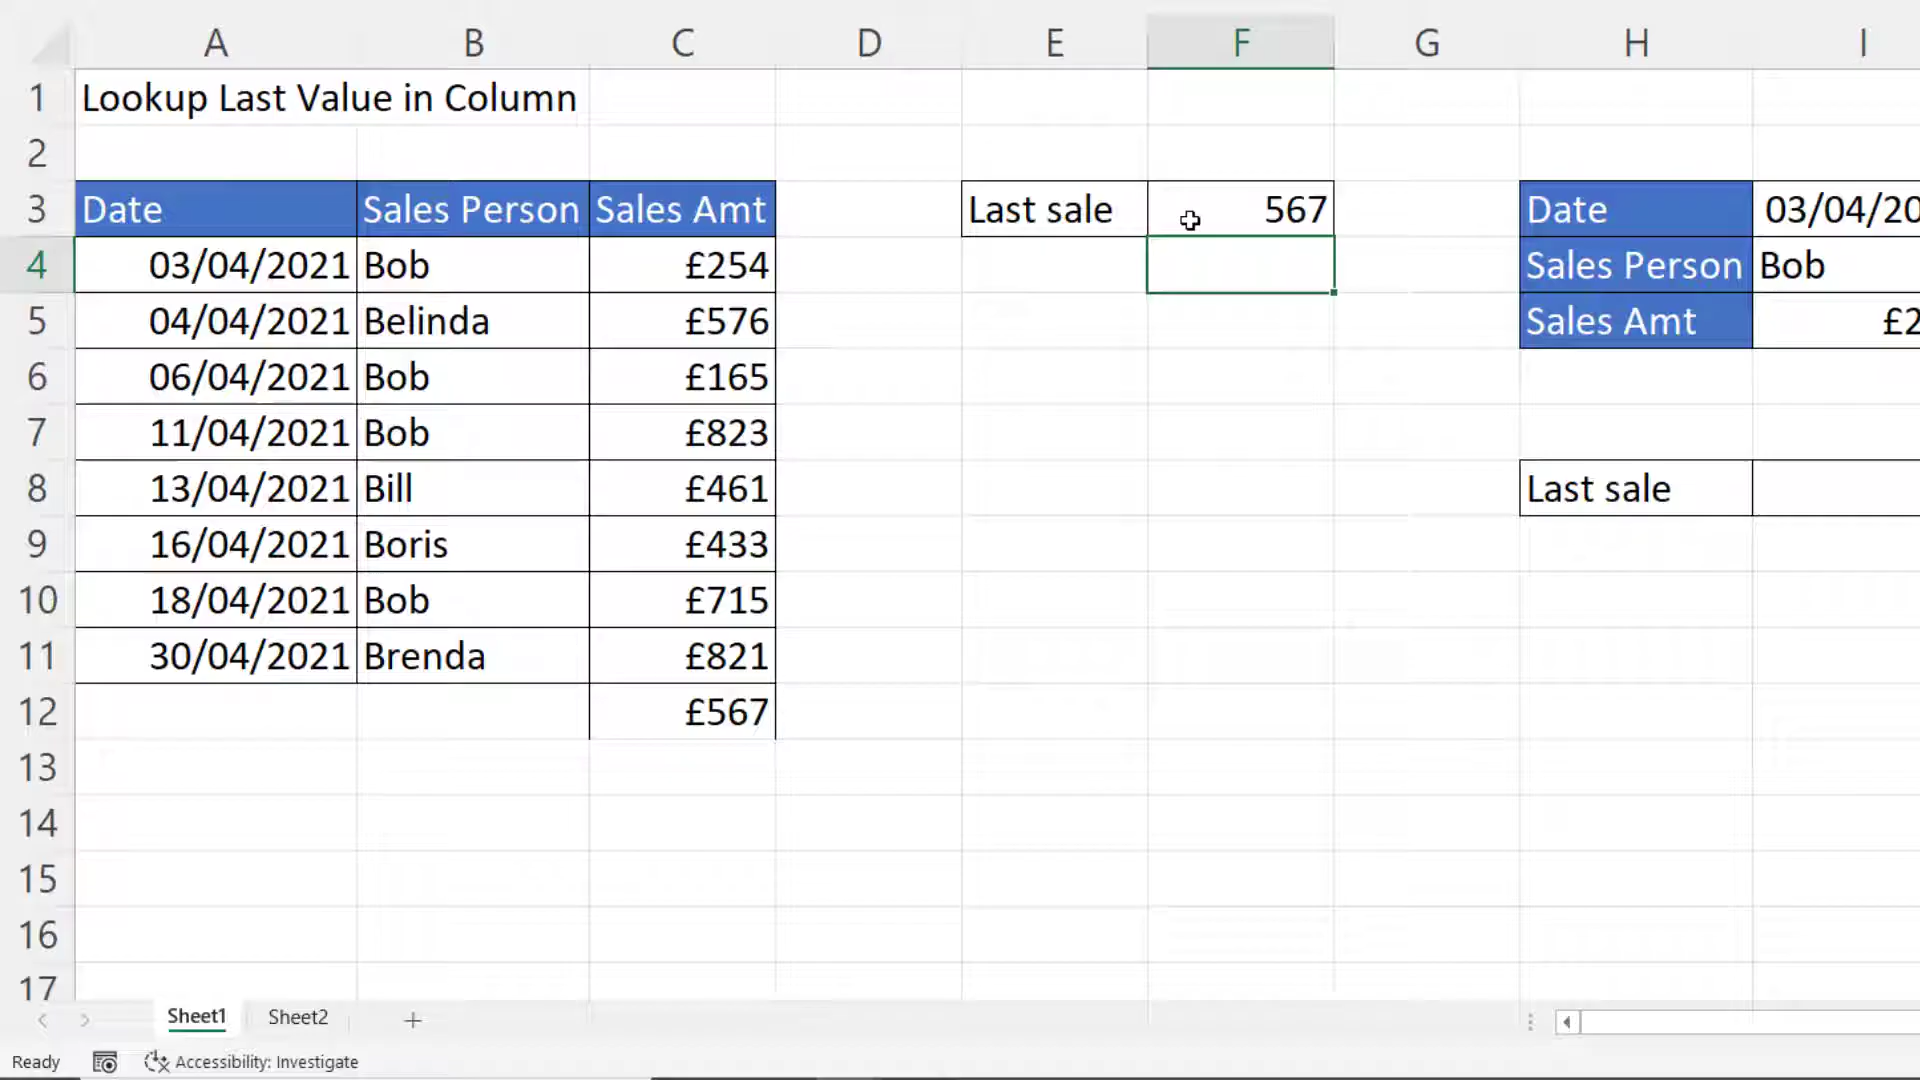 A B C D E F G H I
1 Lookup Last Value in Column
2
3 Date Sales Person Sales Amt Last sale 567 Date 03/04/20
4 03/04/2021 Bob £254 Sales Person Bob
5 04/04/2021 Belinda £576 Sales Amt £2
6 06/04/2021 Bob £165
7 11/04/2021 Bob £823
8 13/04/2021 Bill £461 Last sale
9 16/04/2021 Boris £433
10 18/04/2021 Bob £715
11 30/04/2021 Brenda £821
12 £567
13
14
15
16
17
Sheet1 Sheet2
Ready Accessibility: Investigate